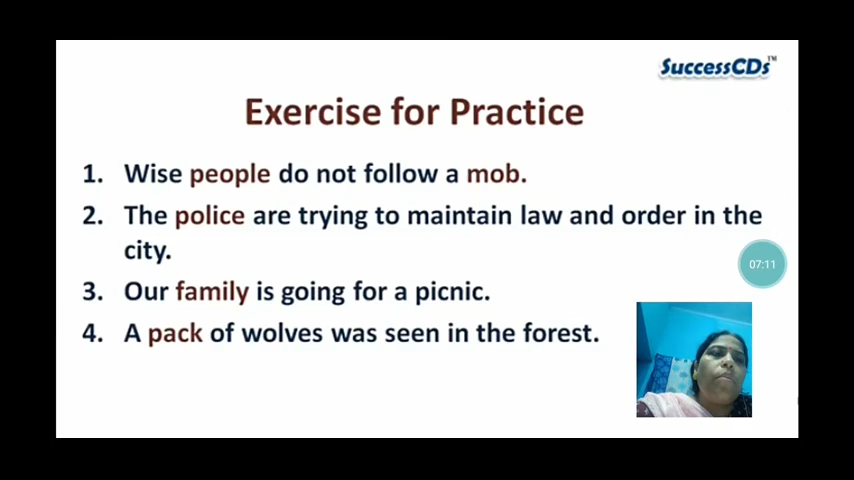 SuccessCDs™
Exercise for Practice
1. Wise people do not follow a mob.
2. The police are trying to maintain law and order in the
city.
07:11
3. Our family is going for a picnic.
4. A pack of wolves was seen in the forest.